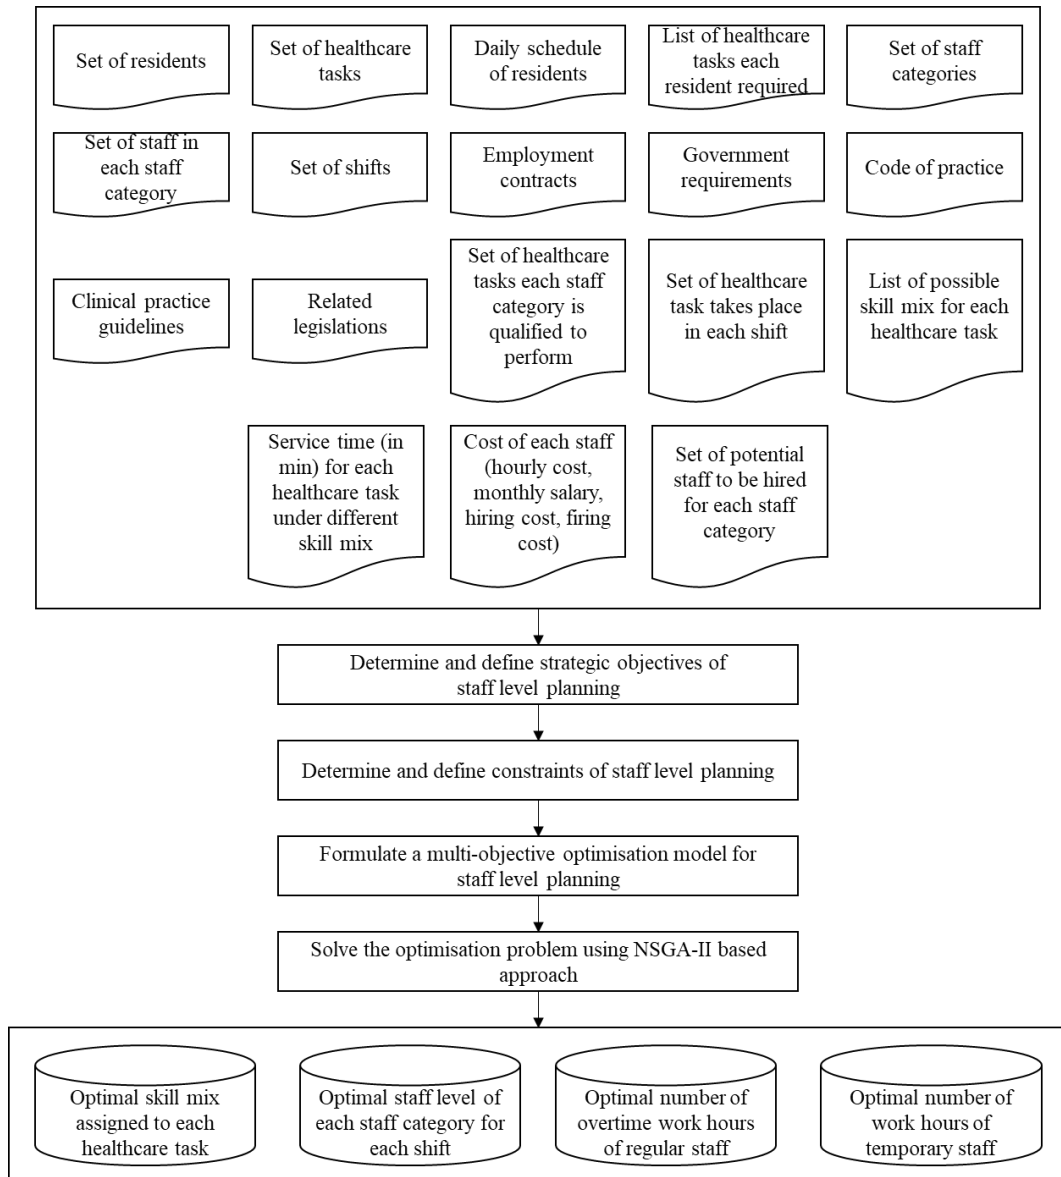 Set of residents
Set of healthcare
tasks
Daily schedule
of residents
List of healthcare
tasks each
resident required
Set of staff
categories
Set of staff in
each staff
category
Set of shifts
Employment
contracts
Government
requirements
Code of practice
Clinical practice
guidelines
Related
legislations
Set of healthcare
tasks each staff
category is
qualified to
perform
Set of healthcare
task takes place
in each shift
List of possible
skill mix for each
healthcare task
Service time (in
min) for each
healthcare task
under different
skill mix
Cost of each staff
(hourly cost,
monthly salary,
hiring cost, firing
cost)
Set of potential
staff to be hired
for each staff
category
Determine and define strategic objectives of
staff level planning
Determine and define constraints of staff level planning
Formulate a multi-objective optimisation model for
staff level planning
Solve the optimisation problem using NSGA-II based
approach
Optimal skill mix
assigned to each
healthcare task
Optimal staff level of
each staff category for
each shift
Optimal number of
overtime work hours
of regular staff
Optimal number of
work hours of
temporary staff